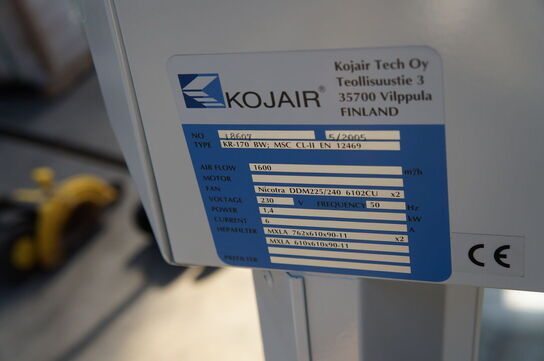 KOJAIR®
Kojair Tech Oy
Teollisuustie 3
35700 Vilppula
FINLAND
NO 18607 5/2005
TYPE KR-170 BW; MSC CL-II EN 12469
AIR FLOW 1600 m³/h
MOTOR
FAN Nicotra DDM225/240 6102CU x2
VOLTAGE 230 V FREQUENCY 50 Hz
POWER 1,4 kW
CURRENT 6 A
HEPAFILTER MXLA 762x610x90-11 x2
MXLA 610x610x90-11
PREFILTER
CE